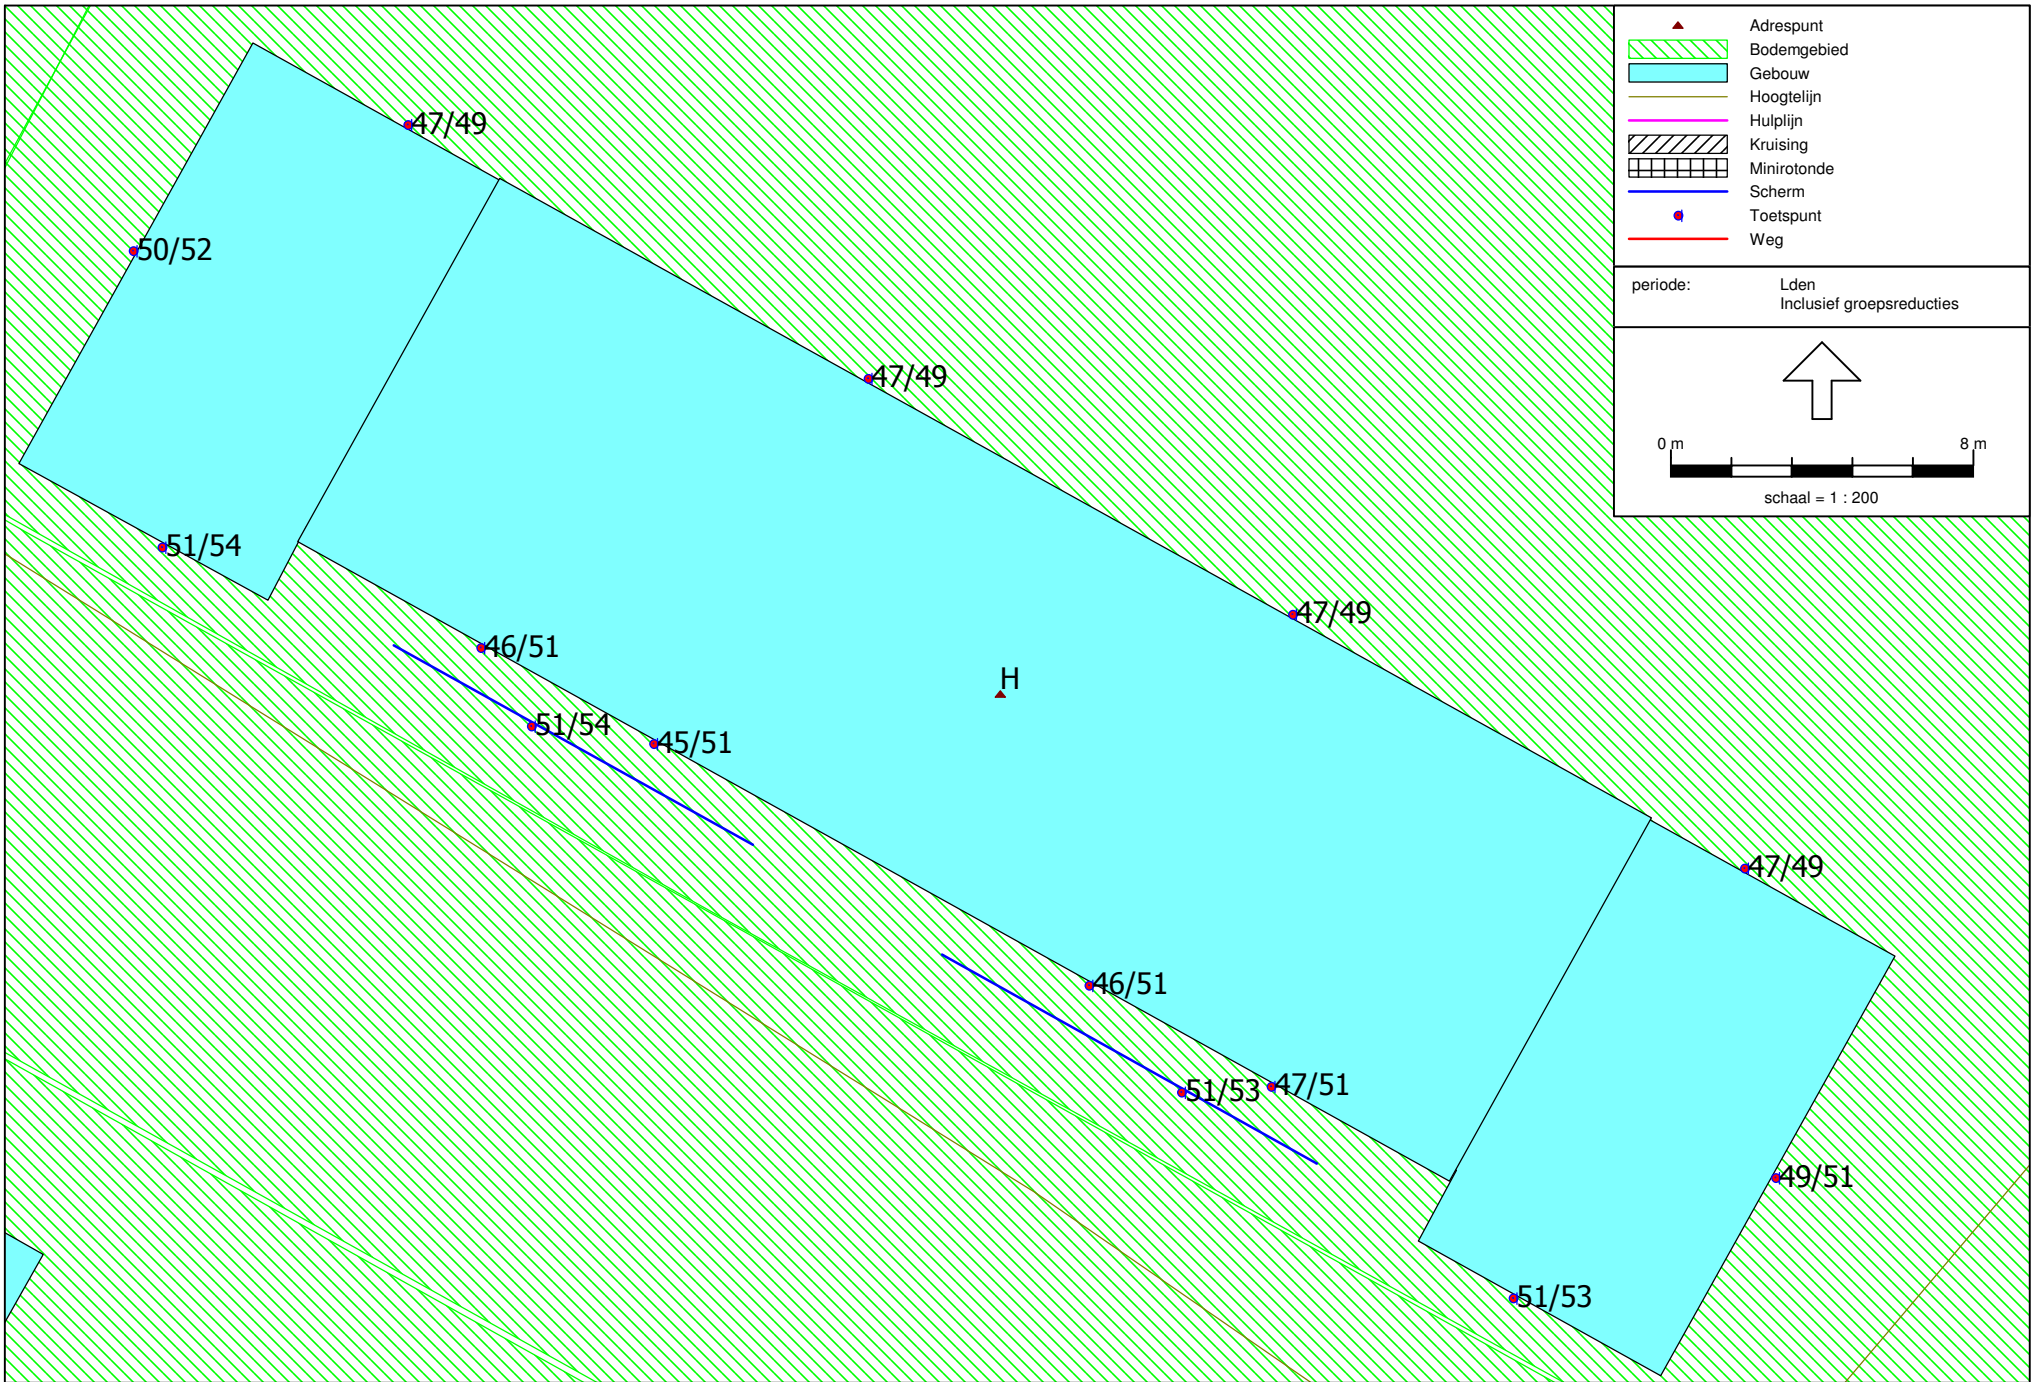 Adrespunt
Bodemgebied
Gebouw
Hoogtelijn
Hulplijn
Kruising
Minirotonde
Scherm
Toetspunt
Weg
periode: Lden
Inclusief groepsreducties
0 m 8 m
schaal = 1 : 200
47/49
50/52
47/49
51/54
47/49
46/51
H
51/54
45/51
47/49
46/51
51/53
47/51
49/51
51/53